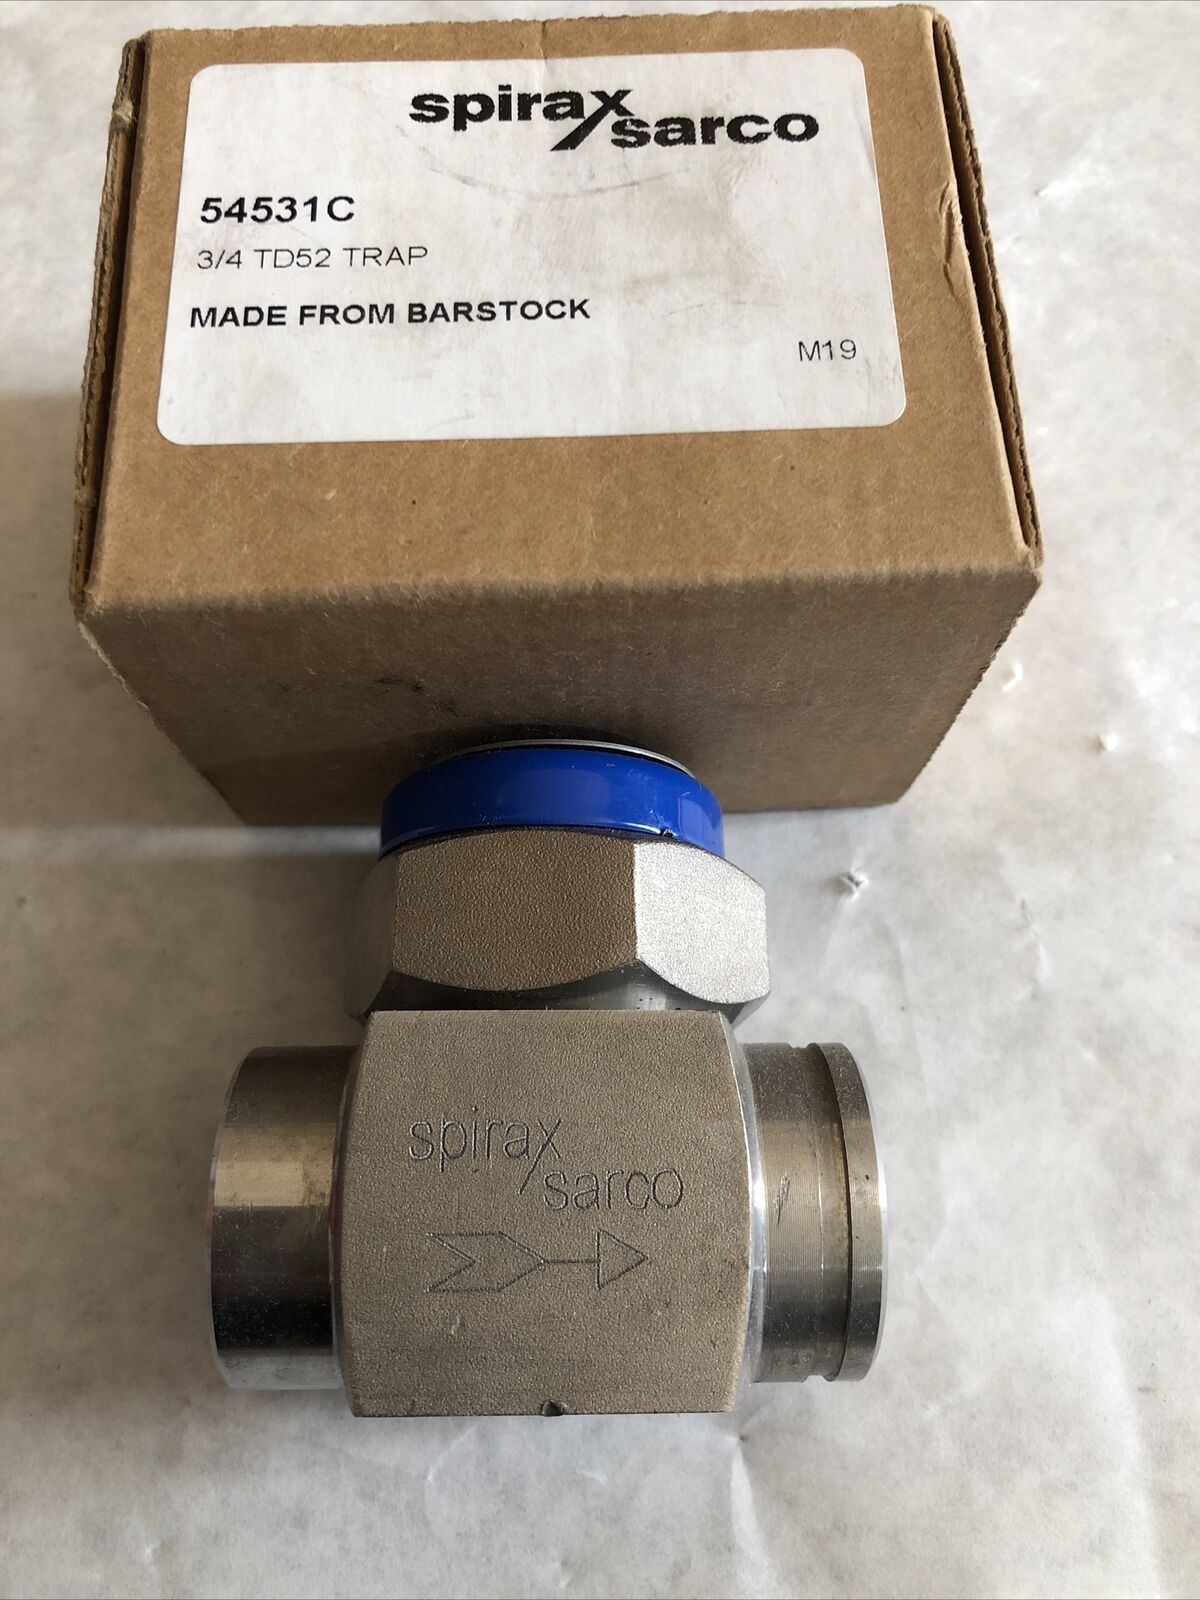 spirax
sarco
54531C
3/4 TD52 TRAP
MADE FROM BARSTOCK
M19
spirax
sarco